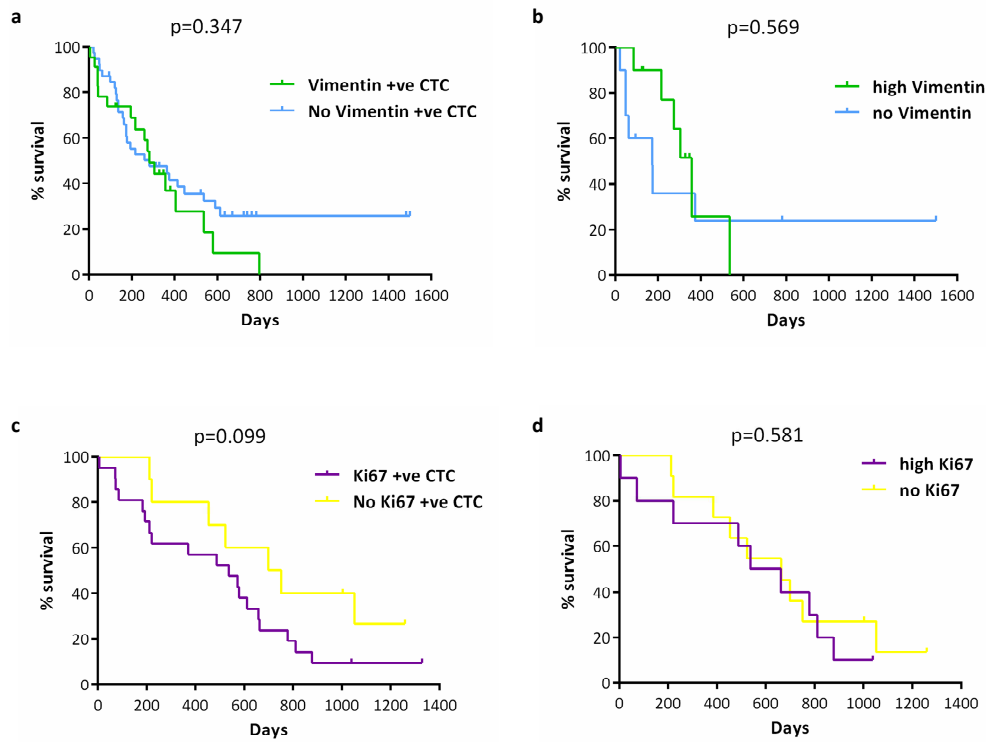 a
p=0.347
100
80
60
40
20
0
% survival
Vimentin +ve CTC
No Vimentin +ve CTC
0 200 400 600 800 1000 1200 1400 1600
Days
b
p=0.569
100
80
60
40
20
0
% survival
high Vimentin
no Vimentin
0 200 400 600 800 1000 1200 1400 1600
Days
c
p=0.099
100
80
60
40
20
0
% survival
Ki67 +ve CTC
No Ki67 +ve CTC
0 200 400 600 800 1000 1200 1400
Days
d
p=0.581
100
80
60
40
20
0
% survival
high Ki67
no Ki67
0 200 400 600 800 1000 1200 1400
Days